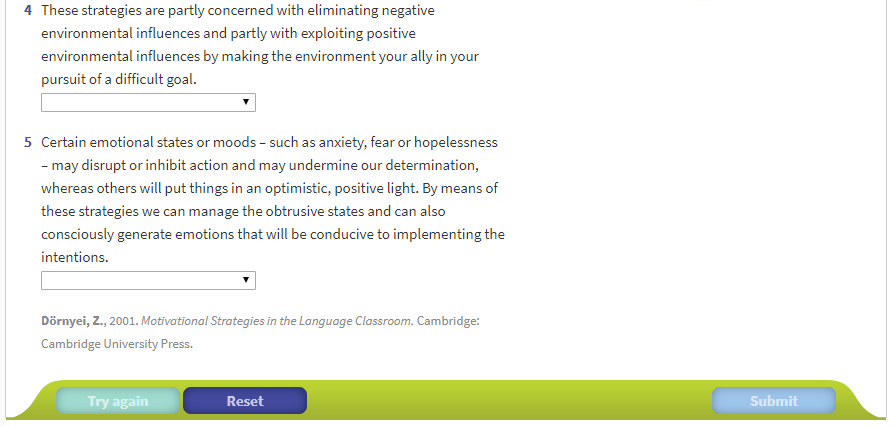 4 These strategies are partly concerned with eliminating negative
environmental influences and partly with exploiting positive
environmental influences by making the environment your ally in your
pursuit of a difficult goal.
5 Certain emotional states or moods – such as anxiety, fear or hopelessness
– may disrupt or inhibit action and may undermine our determination,
whereas others will put things in an optimistic, positive light. By means of
these strategies we can manage the obtrusive states and can also
consciously generate emotions that will be conducive to implementing the
intentions.
Dörnyei, Z., 2001. Motivational Strategies in the Language Classroom. Cambridge:
Cambridge University Press.
Try again Reset Submit